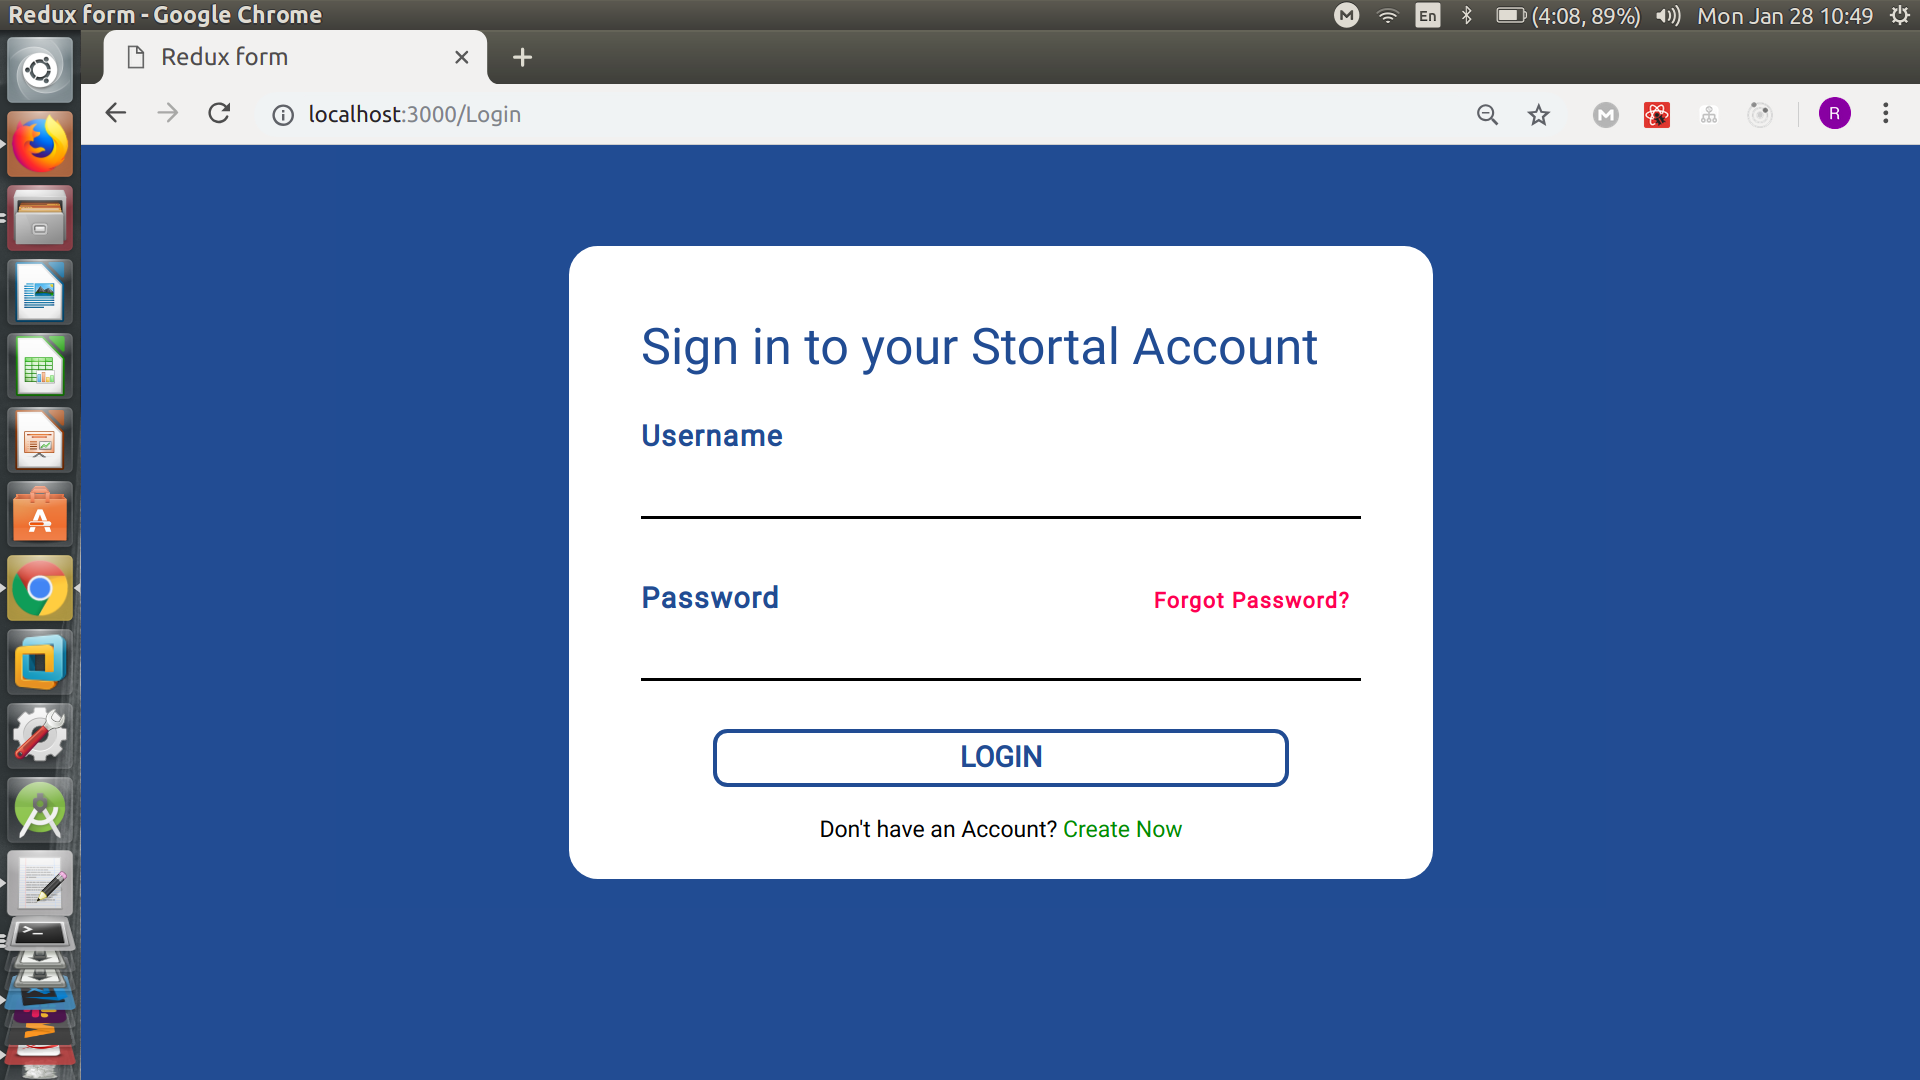 Redux form - Google Chrome
M
En
(4:08, 89%)
Mon Jan 28 10:49
Redux form
localhost:3000/Login
M
R
Sign in to your Stortal Account
Username
Password
Forgot Password?
LOGIN
Don't have an Account? Create Now